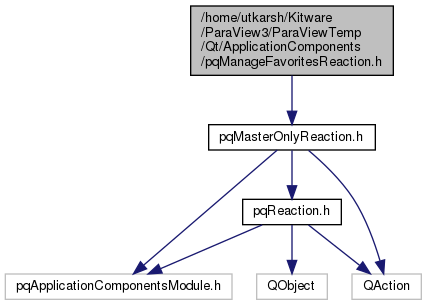 /home/utkarsh/Kitware
/ParaView3/ParaViewTemp
/Qt/ApplicationComponents
/pqManageFavoritesReaction.h
pqMasterOnlyReaction.h
pqReaction.h
pqApplicationComponentsModule.h
QObject
QAction